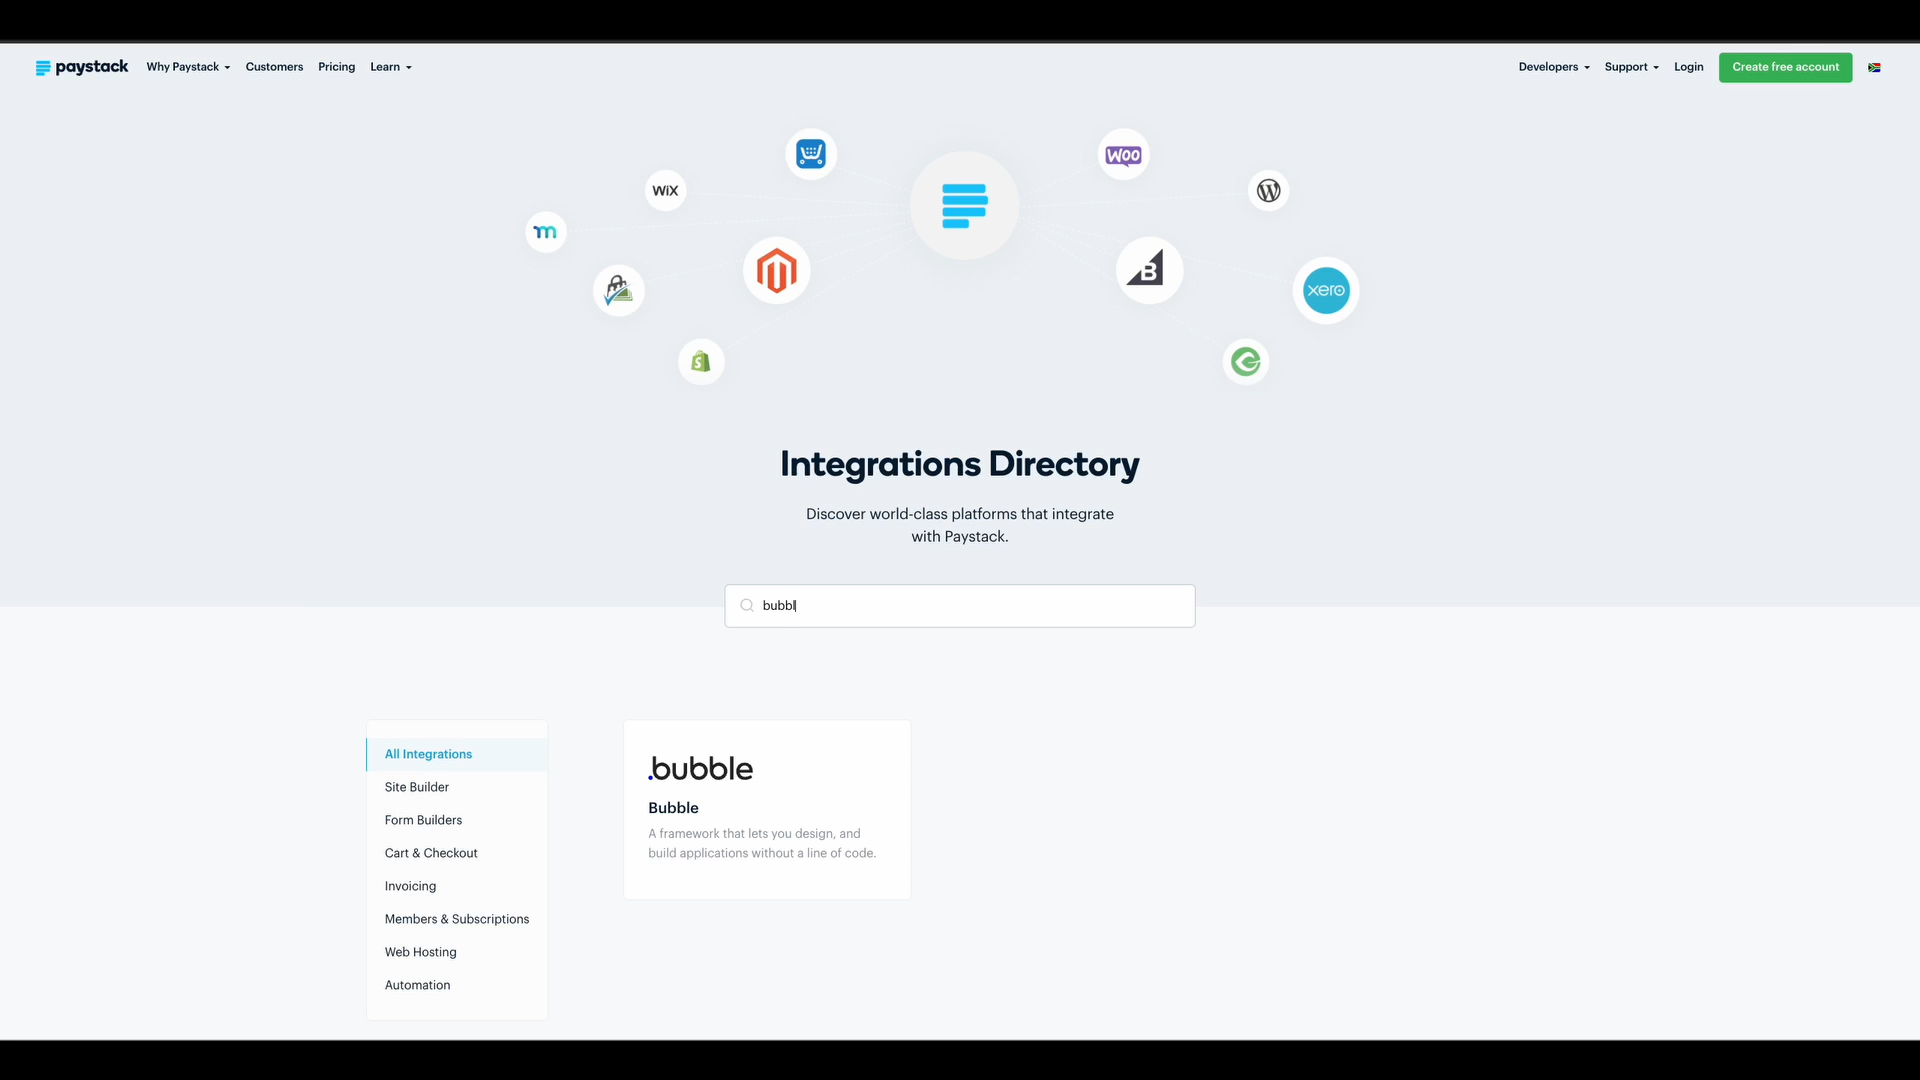 paystack Why Paystack Customers Pricing Learn Developers Support Login Create free account
Woo
WiX
m
B
xero
S
Integrations Directory
Discover world-class platforms that integrate
with Paystack.
bubbl
All Integrations
Site Builder
Form Builders
Cart & Checkout
Invoicing
Members & Subscriptions
Web Hosting
Automation
.bubble
Bubble
A framework that lets you design, and
build applications without a line of code.